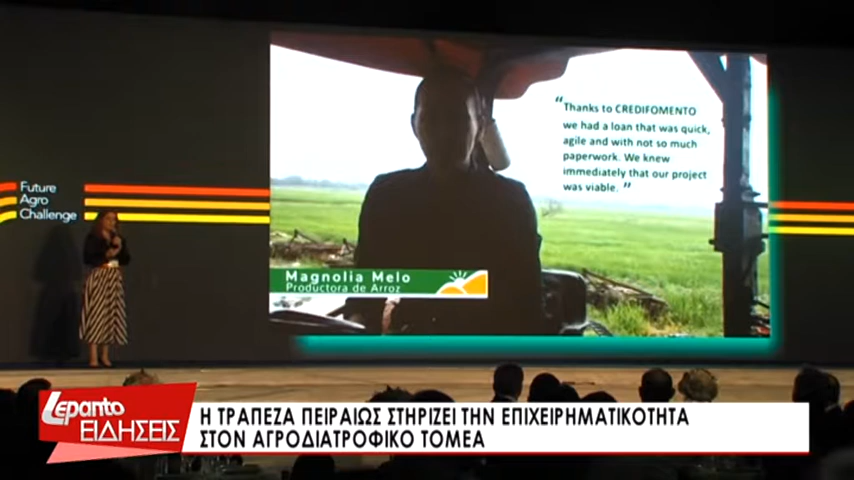 “Thanks to CREDIFOMENTO
we had a loan that was quick,
agile and with not so much
paperwork. We knew
immediately that our project
was viable. ”
Future
Agro
Challenge
Magnolia Melo
Productora de Arroz
Lepanto
ΕΙΔΗΣΕΙΣ
Η ΤΡΑΠΕΖΑ ΠΕΙΡΑΙΩΣ ΣΤΗΡΙΖΕΙ ΤΗΝ ΕΠΙΧΕΙΡΗΜΑΤΙΚΟΤΗΤΑ
ΣΤΟΝ ΑΓΡΟΔΙΑΤΡΟΦΙΚΟ ΤΟΜΕΑ